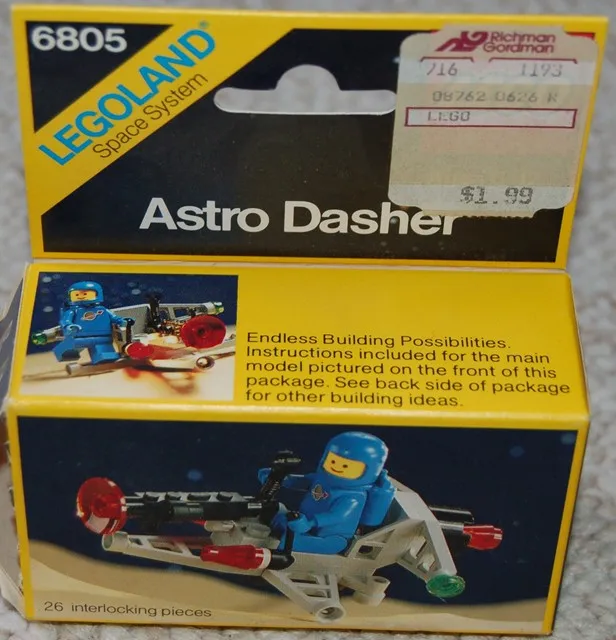 6805
LEGOLAND®
Space System
Richman
Gordman
716 1193
08762 0626 R
LEGO
$1.99
Astro Dasher
Endless Building Possibilities.
Instructions included for the main
model pictured on the front of this
package. See back side of package
for other building ideas.
26 interlocking pieces